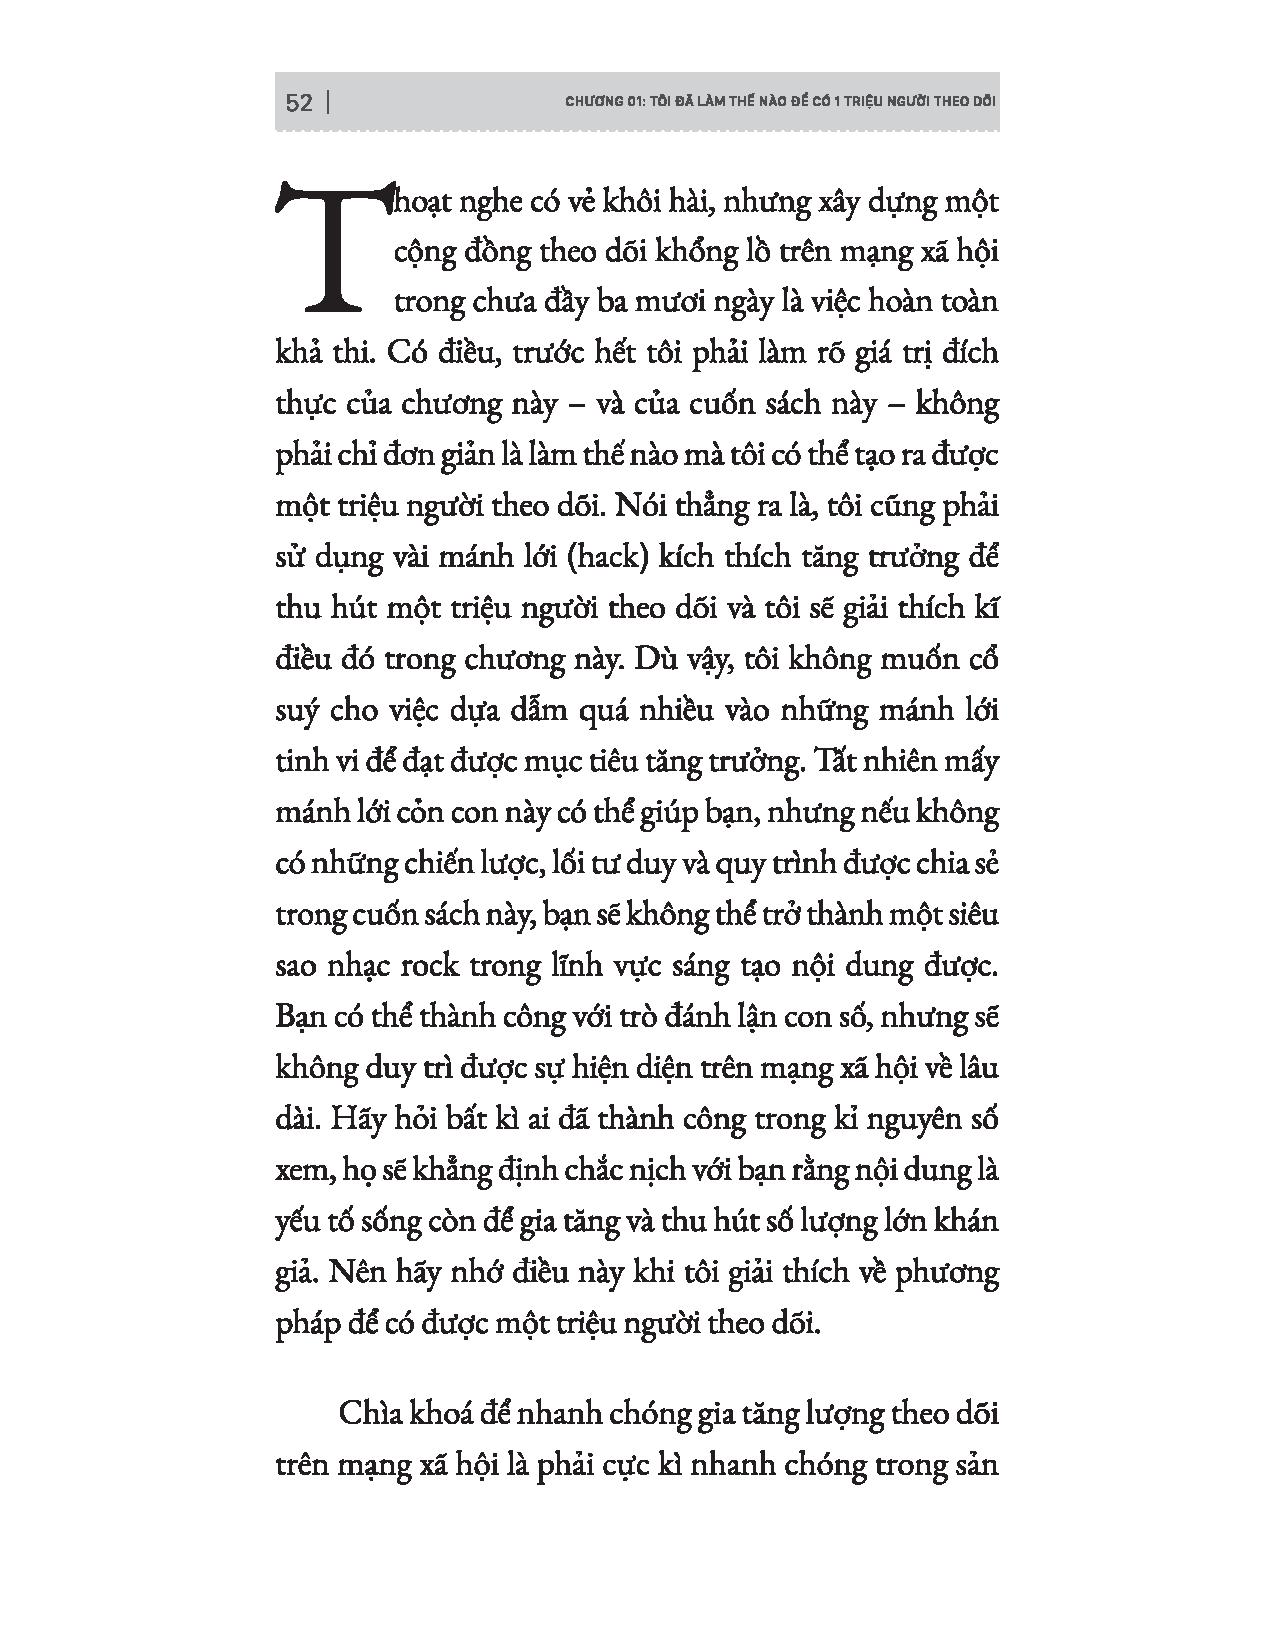 52 |
CHƯƠNG 01: TÔI ĐÃ LÀM THẾ NÀO ĐỂ CÓ 1 TRIỆU NGƯỜI THEO DÕI
Thoạt nghe có vẻ khôi hài, nhưng xây dựng một
cộng đồng theo dõi khổng lồ trên mạng xã hội
trong chưa đầy ba mươi ngày là việc hoàn toàn
khả thi. Có điều, trước hết tôi phải làm rõ giá trị đích
thực của chương này – và của cuốn sách này – không
phải chỉ đơn giản là làm thế nào mà tôi có thể tạo ra được
một triệu người theo dõi. Nói thẳng ra là, tôi cũng phải
sử dụng vài mánh lới (hack) kích thích tăng trưởng để
thu hút một triệu người theo dõi và tôi sẽ giải thích kĩ
điều đó trong chương này. Dù vậy, tôi không muốn cổ
suý cho việc dựa dẫm quá nhiều vào những mánh lới
tinh vi để đạt được mục tiêu tăng trưởng. Tất nhiên mấy
mánh lới cỏn con này có thể giúp bạn, nhưng nếu không
có những chiến lược, lối tư duy và quy trình được chia sẻ
trong cuốn sách này, bạn sẽ không thể trở thành một siêu
sao nhạc rock trong lĩnh vực sáng tạo nội dung được.
Bạn có thể thành công với trò đánh lận con số, nhưng sẽ
không duy trì được sự hiện diện trên mạng xã hội về lâu
dài. Hãy hỏi bất kì ai đã thành công trong kỉ nguyên số
xem, họ sẽ khẳng định chắc nịch với bạn rằng nội dung là
yếu tố sống còn để gia tăng và thu hút số lượng lớn khán
giả. Nên hãy nhớ điều này khi tôi giải thích về phương
pháp để có được một triệu người theo dõi.
Chìa khoá để nhanh chóng gia tăng lượng theo dõi
trên mạng xã hội là phải cực kì nhanh chóng trong sản